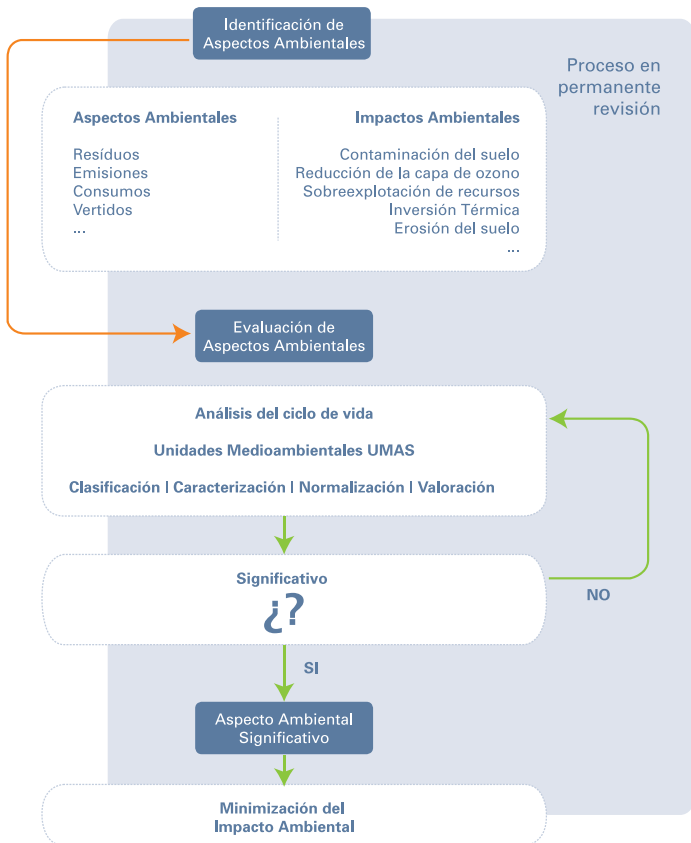 Identificación de
Aspectos Ambientales
Proceso en
permanente
revisión
Aspectos Ambientales
Resíduos
Emisiones
Consumos
Vertidos
...
Impactos Ambientales
Contaminación del suelo
Reducción de la capa de ozono
Sobreexplotación de recursos
Inversión Térmica
Erosión del suelo
...
Evaluación de
Aspectos Ambientales
Análisis del ciclo de vida
Unidades Medioambientales UMAS
Clasificación | Caracterización | Normalización | Valoración
Significativo
¿?
NO
SI
Aspecto Ambiental
Significativo
Minimización del
Impacto Ambiental